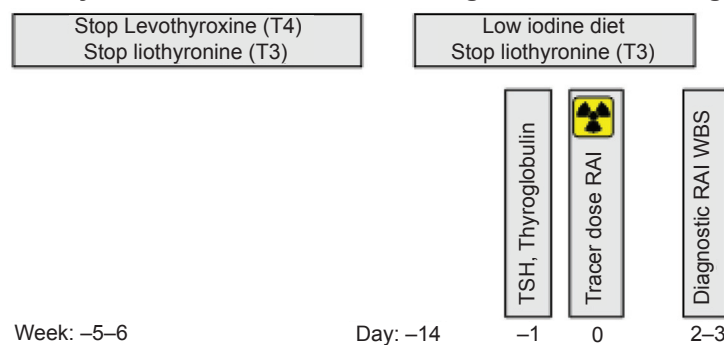 Stop Levothyroxine (T4)
Stop liothyronine (T3)
Low iodine diet
Stop liothyronine (T3)
TSH, Thyroglobulin
Tracer dose RAI
Diagnostic RAI WBS
Week: –5–6
Day: –14
–1
0
2–3